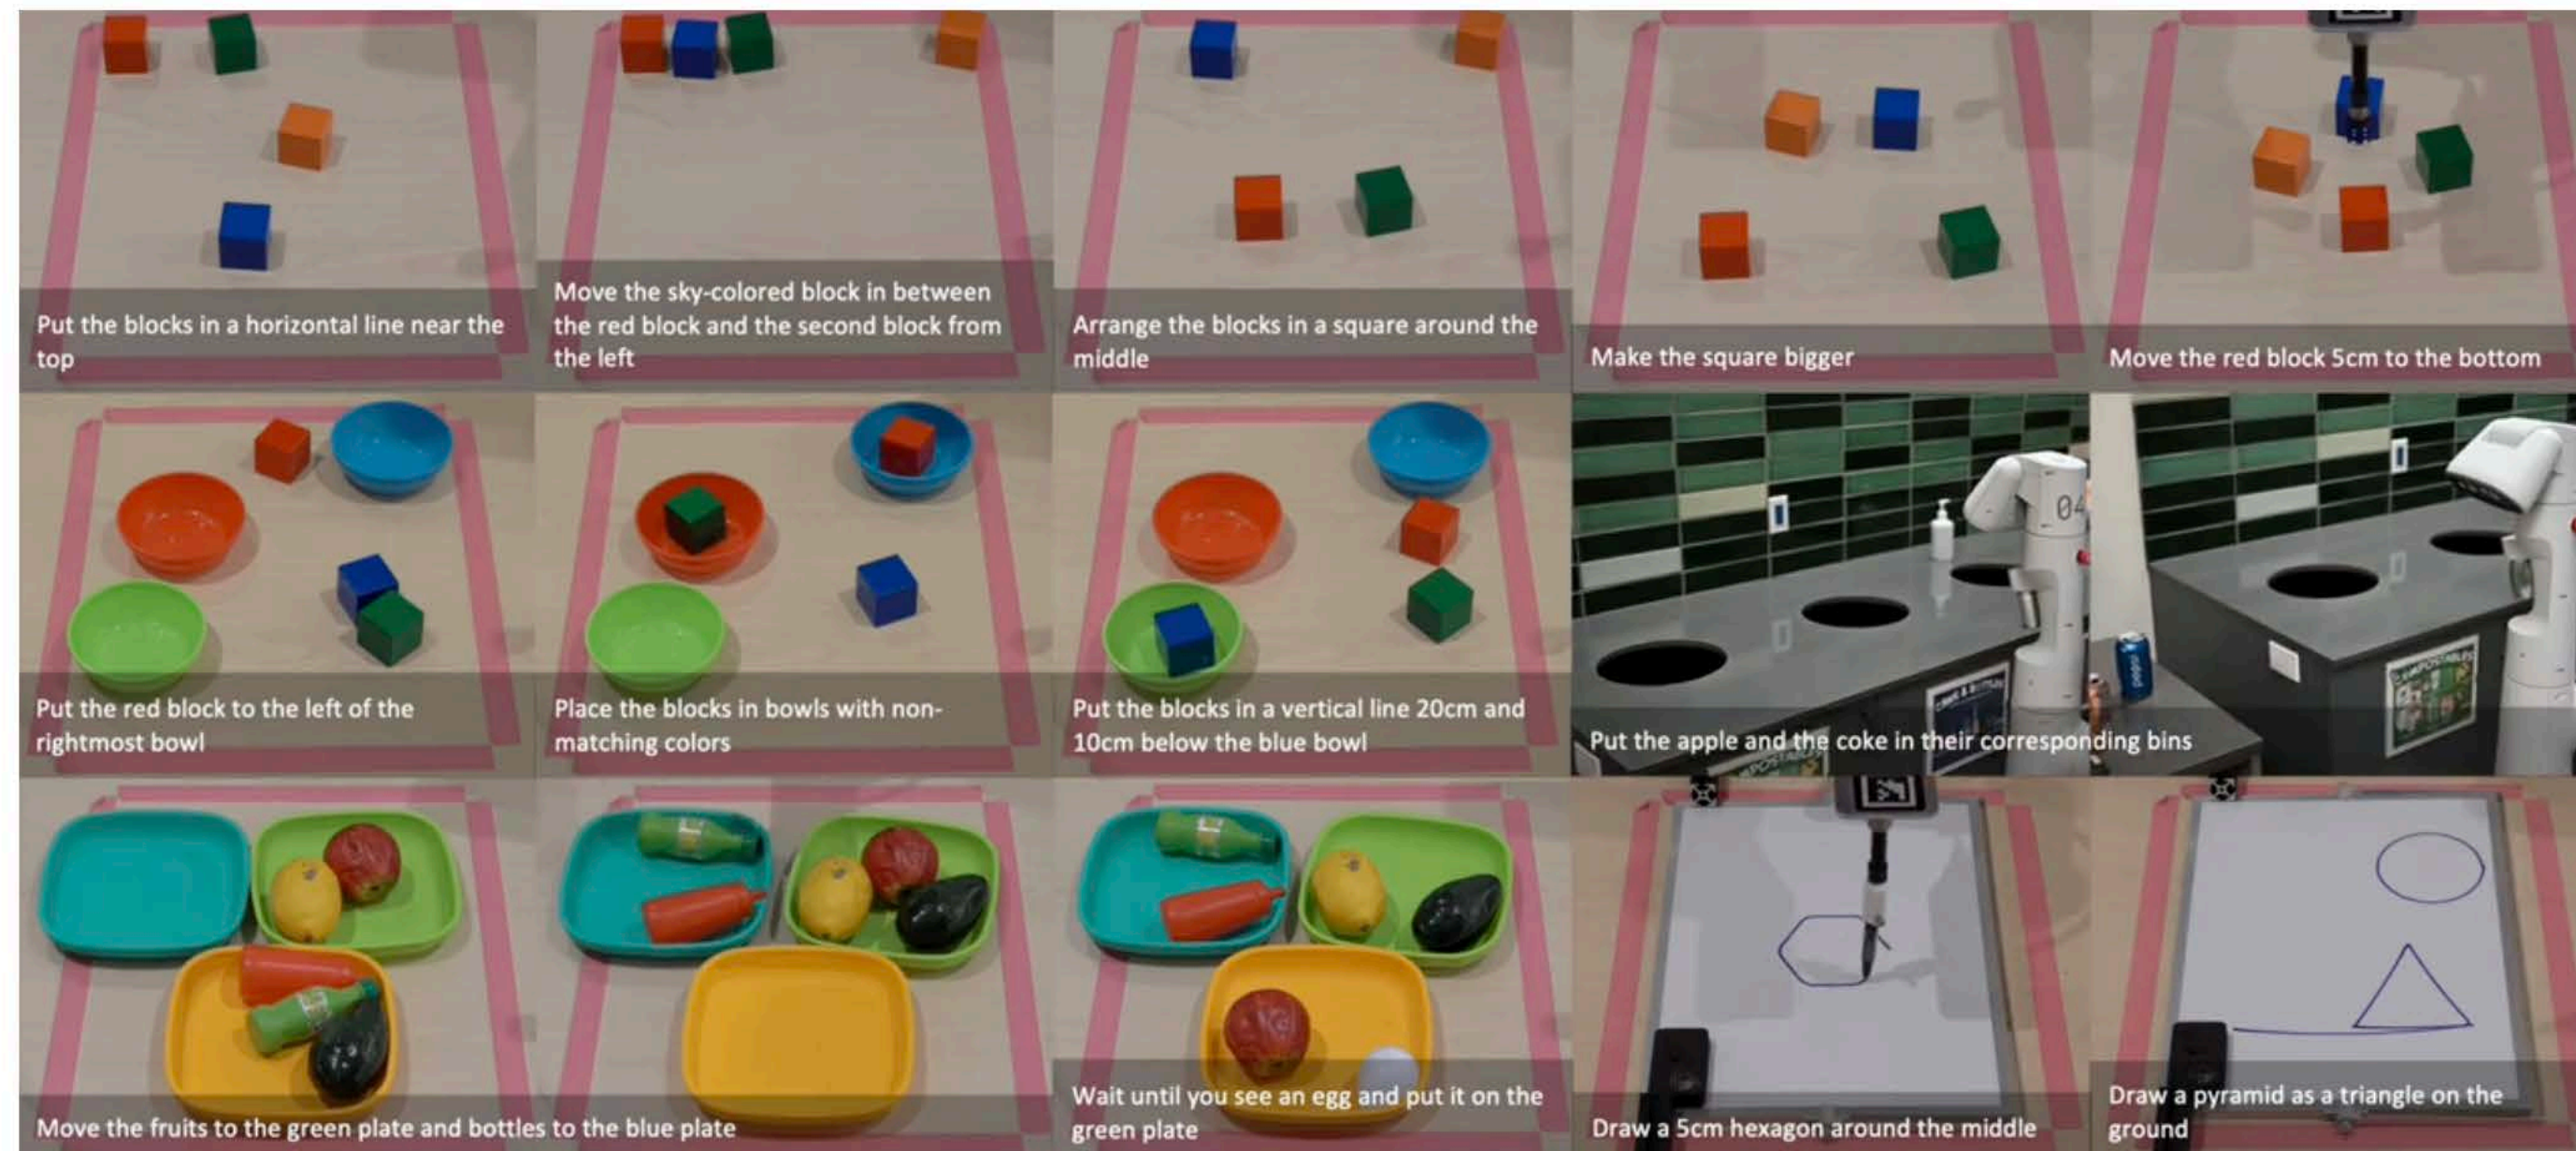 Put the blocks in a horizontal line near the
top
Move the sky-colored block in between
the red block and the second block from
the left
Arrange the blocks in a square around the
middle
Make the square bigger
Move the red block 5cm to the bottom
Put the red block to the left of the
rightmost bowl
Place the blocks in bowls with non-
matching colors
Put the blocks in a vertical line 20cm and
10cm below the blue bowl
04
pepsi
Put the apple and the coke in their corresponding bins
Move the fruits to the green plate and bottles to the blue plate
Wait until you see an egg and put it on the
green plate
Draw a 5cm hexagon around the middle
Draw a pyramid as a triangle on the
ground